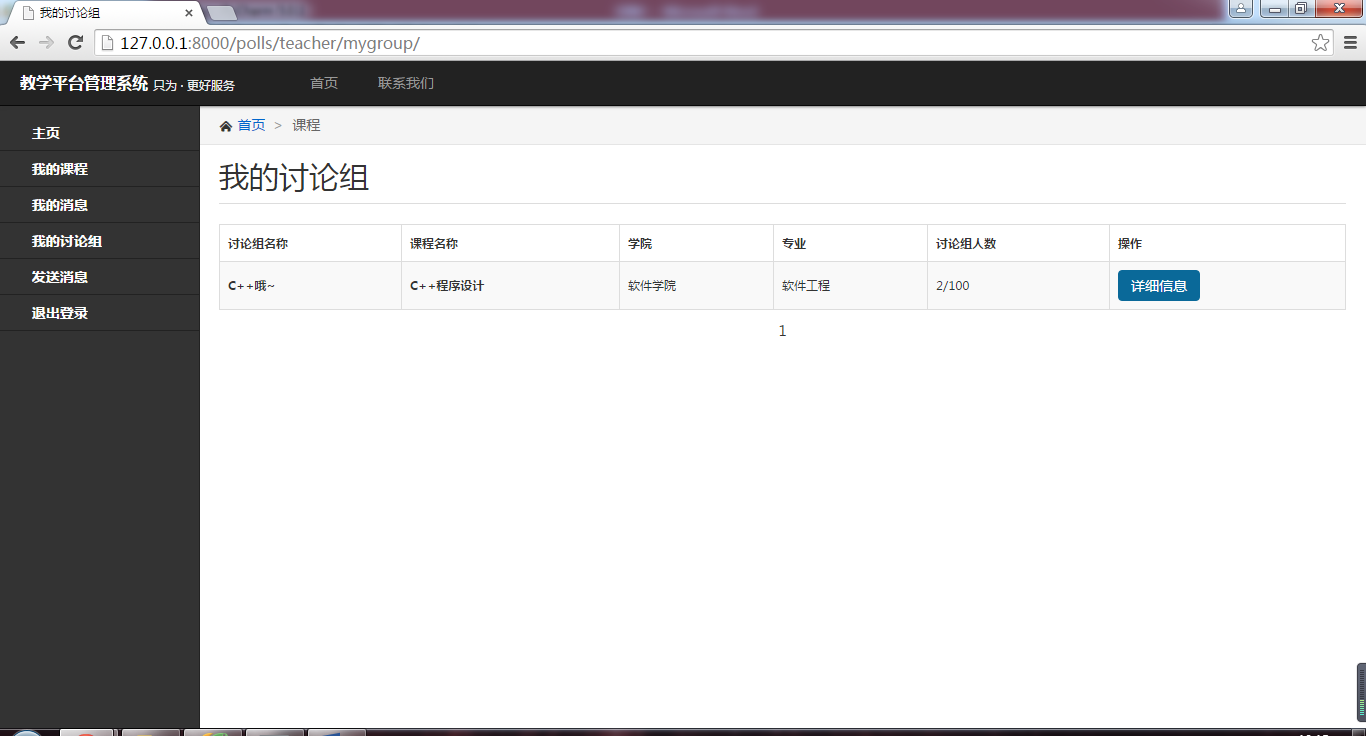 我的讨论组
127.0.0.1:8000/polls/teacher/mygroup/
教学平台管理系统 只为 · 更好服务 首页 联系我们
首页 > 课程
主页
我的课程
我的消息
我的讨论组
发送消息
退出登录
我的讨论组
讨论组名称 课程名称 学院 专业 讨论组人数 操作
C++哦~ C++程序设计 软件学院 软件工程 2/100 详细信息
1